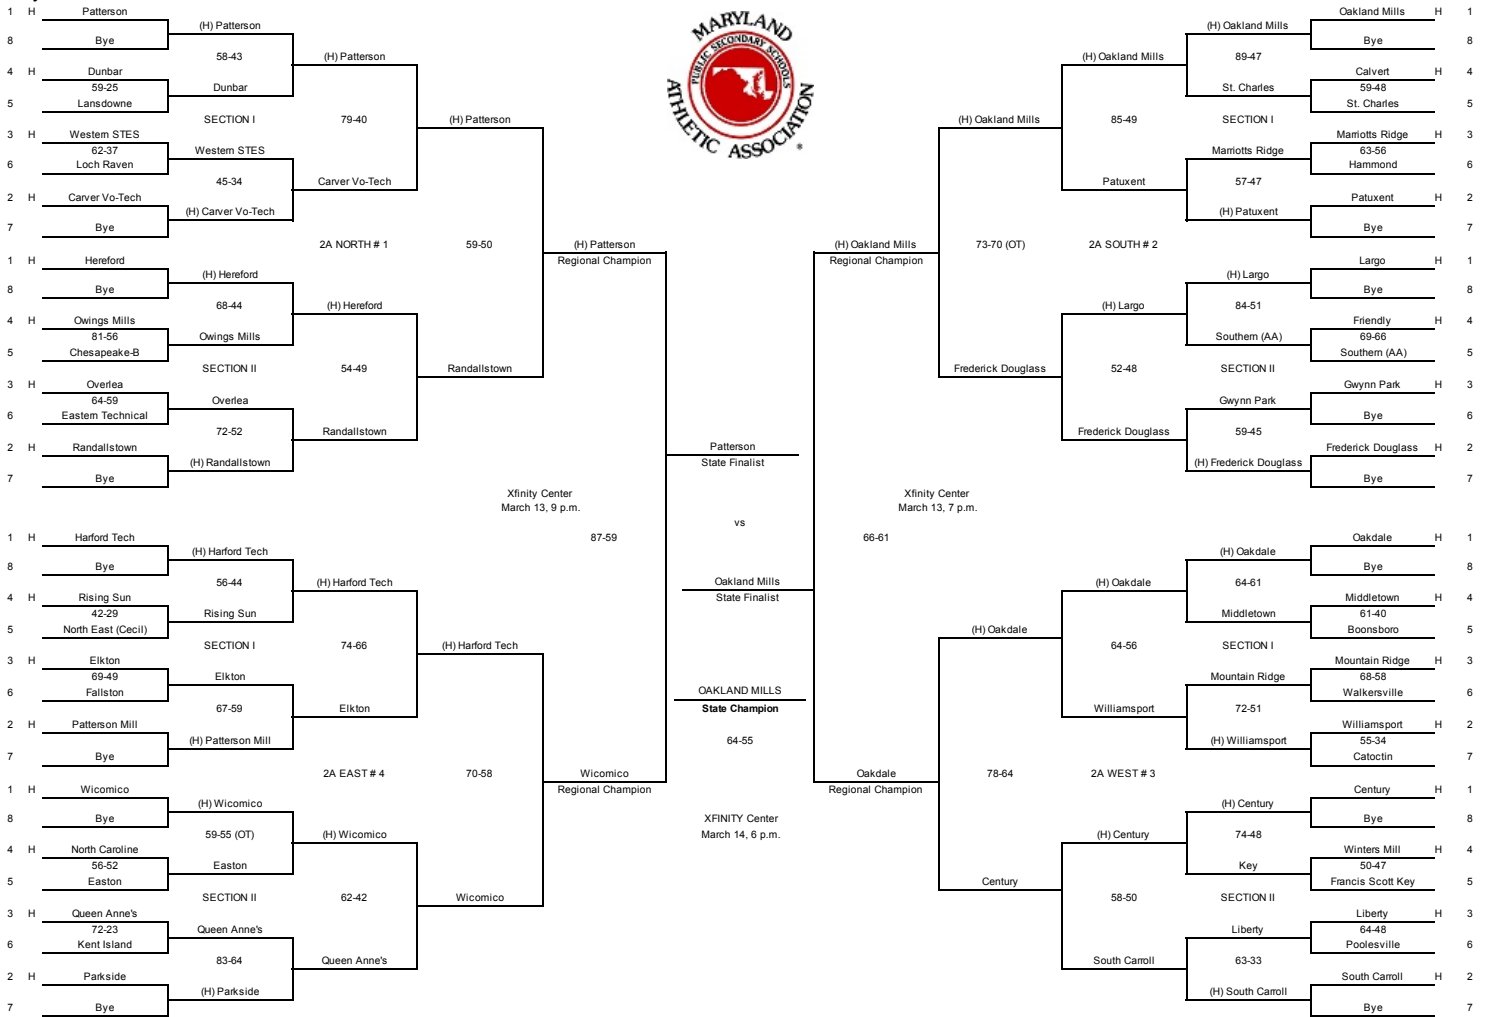 1 H Patterson
8 Bye
(H) Patterson
58-43
4 H Dunbar
59-25
5 Lansdowne
Dunbar
SECTION I
(H) Patterson
79-40
3 H Western STES
62-37
6 Loch Raven
Western STES
45-34
2 H Carver Vo-Tech
7 Bye
(H) Carver Vo-Tech
Carver Vo-Tech
(H) Patterson
2A NORTH # 1
59-50
1 H Hereford
8 Bye
(H) Hereford
68-44
4 H Owings Mills
81-56
5 Chesapeake-B
Owings Mills
SECTION II
(H) Hereford
54-49
3 H Overlea
64-59
6 Eastern Technical
Overlea
72-52
2 H Randallstown
7 Bye
(H) Randallstown
Randallstown
Randallstown
(H) Patterson
Regional Champion
1 H Harford Tech
8 Bye
(H) Harford Tech
56-44
4 H Rising Sun
42-29
5 North East (Cecil)
Rising Sun
SECTION I
(H) Harford Tech
74-66
3 H Elkton
69-49
6 Fallston
Elkton
67-59
2 H Patterson Mill
7 Bye
(H) Patterson Mill
Elkton
(H) Harford Tech
2A EAST # 4
70-58
1 H Wicomico
8 Bye
(H) Wicomico
59-55 (OT)
4 H North Caroline
56-52
5 Easton
Easton
SECTION II
(H) Wicomico
62-42
3 H Queen Anne's
72-23
6 Kent Island
Queen Anne's
83-64
2 H Parkside
7 Bye
(H) Parkside
Queen Anne's
Wicomico
Wicomico
Regional Champion
Xfinity Center
March 13, 9 p.m.
87-59
MARYLAND
PUBLIC SECONDARY SCHOOLS
ATHLETIC ASSOCIATION
®
Patterson
State Finalist
vs
Oakland Mills
State Finalist
OAKLAND MILLS
State Champion
64-55
XFINITY Center
March 14, 6 p.m.
Xfinity Center
March 13, 7 p.m.
66-61
(H) Oakland Mills
Regional Champion
73-70 (OT)
2A SOUTH # 2
(H) Oakland Mills
(H) Oakland Mills
85-49
(H) Oakland Mills
89-47
St. Charles
SECTION I
Oakland Mills H 1
Bye 8
Calvert H 4
59-48
St. Charles 5
Marriotts Ridge H 3
63-56
Hammond 6
Marriotts Ridge
57-47
(H) Patuxent
Patuxent
Patuxent H 2
Bye 7
Largo H 1
Bye 8
(H) Largo
84-51
Southern (AA)
SECTION II
Friendly H 4
69-66
Southern (AA) 5
(H) Largo
52-48
Frederick Douglass
Gwynn Park H 3
Bye 6
Gwynn Park
59-45
(H) Frederick Douglass
Frederick Douglass
Frederick Douglass H 2
Bye 7
Oakdale H 1
Bye 8
(H) Oakdale
64-61
Middletown
SECTION I
Middletown H 4
61-40
Boonsboro 5
(H) Oakdale
64-56
(H) Oakdale
Mountain Ridge H 3
68-58
Walkersville 6
Mountain Ridge
72-51
(H) Williamsport
Williamsport
Williamsport H 2
55-34
Catoctin 7
Oakdale
Regional Champion
78-64
2A WEST # 3
Century H 1
Bye 8
(H) Century
74-48
Key
SECTION II
Winters Mill H 4
50-47
Francis Scott Key 5
(H) Century
58-50
Century
Liberty H 3
64-48
Poolesville 6
Liberty
63-33
(H) South Carroll
South Carroll
South Carroll H 2
Bye 7